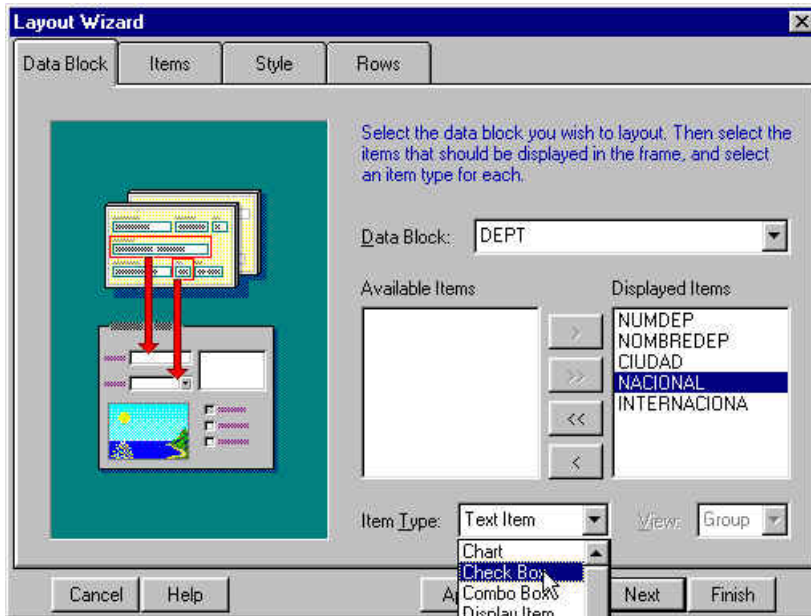 Layout Wizard
Data Block Items Style Rows
Select the data block you wish to layout. Then select the
items that should be displayed in the frame, and select
an item type for each.
Data Block: DEPT
Available Items Displayed Items
NUMDEP
NOMBREDEP
CIUDAD
NACIONAL
INTERNACIONA
>
>>
<<
<
Item Type: Text Item View: Group
Chart
Check Box
Combo Box
Display Item
Cancel Help Next Finish